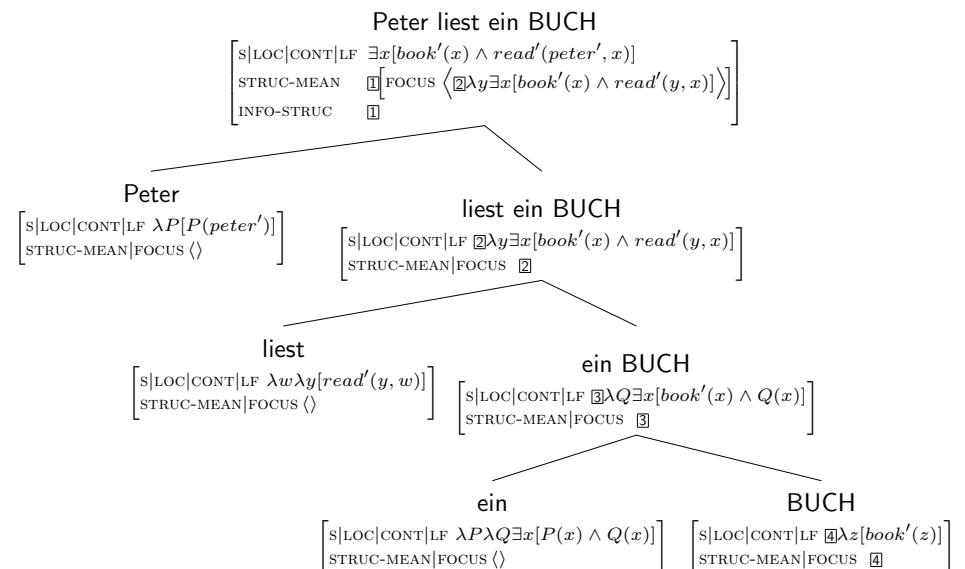 Peter liest ein BUCH
S|LOC|CONT|LF ∃x[book′(x) ∧ read′(peter′, x)]
STRUC-MEAN 1[FOCUS ⟨2λy∃x[book′(x) ∧ read′(y, x)]⟩]
INFO-STRUC 1
Peter
S|LOC|CONT|LF λP[P(peter′)]
STRUC-MEAN|FOCUS ⟨⟩
liest ein BUCH
S|LOC|CONT|LF 2λy∃x[book′(x) ∧ read′(y, x)]
STRUC-MEAN|FOCUS 2
liest
S|LOC|CONT|LF λwλy[read′(y, w)]
STRUC-MEAN|FOCUS ⟨⟩
ein BUCH
S|LOC|CONT|LF 3λQ∃x[book′(x) ∧ Q(x)]
STRUC-MEAN|FOCUS 3
ein
S|LOC|CONT|LF λPλQ∃x[P(x) ∧ Q(x)]
STRUC-MEAN|FOCUS ⟨⟩
BUCH
S|LOC|CONT|LF 4λz[book′(z)]
STRUC-MEAN|FOCUS 4